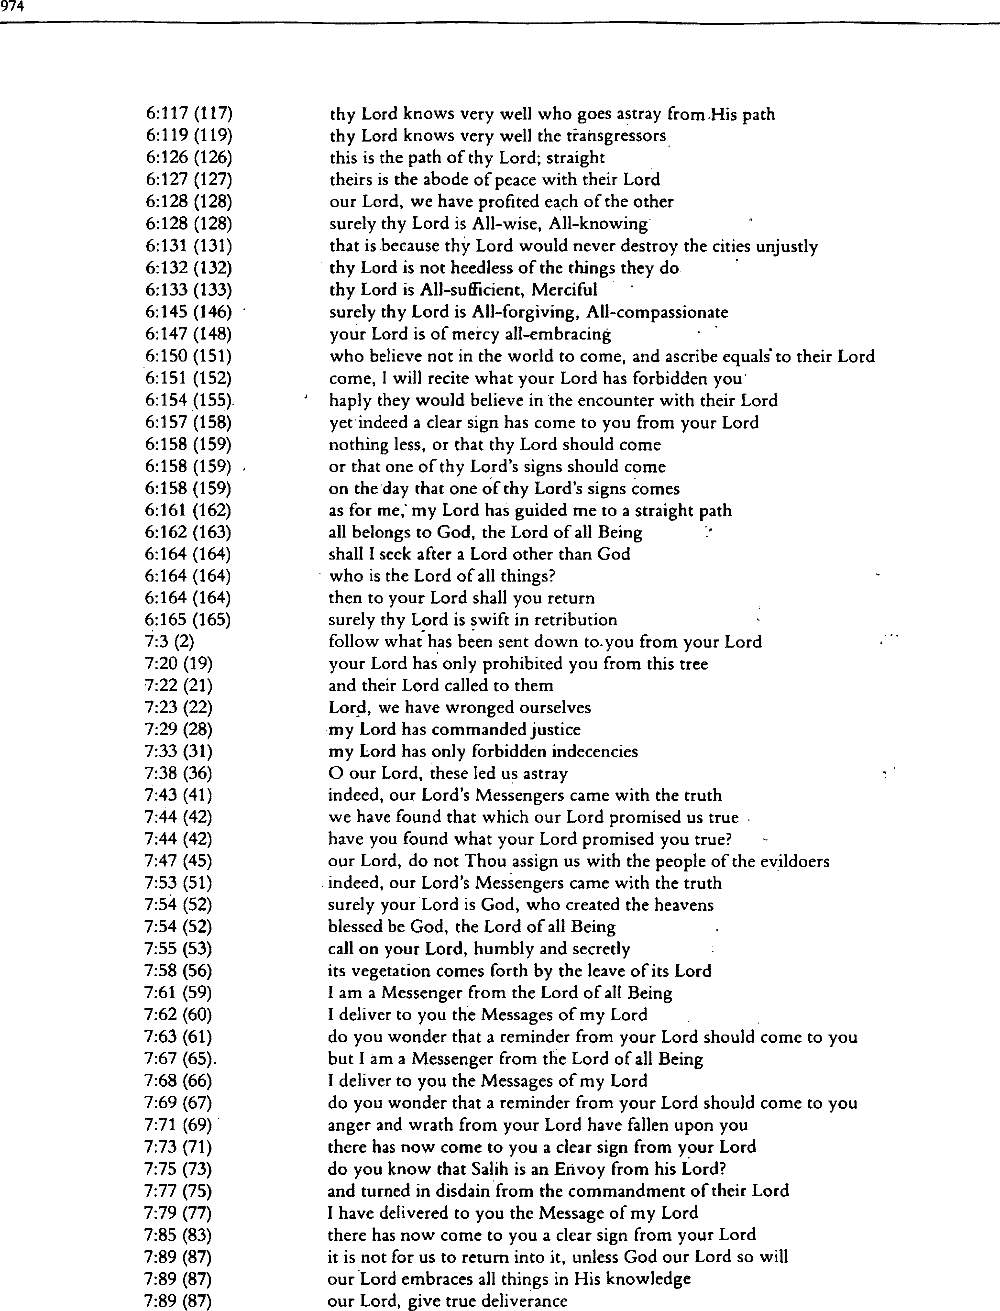 974
6:117 (117) thy Lord knows very well who goes astray from His path
6:119 (119) thy Lord knows very well the transgressors
6:126 (126) this is the path of thy Lord; straight
6:127 (127) theirs is the abode of peace with their Lord
6:128 (128) our Lord, we have profited each of the other
6:128 (128) surely thy Lord is All-wise, All-knowing
6:131 (131) that is because thy Lord would never destroy the cities unjustly
6:132 (132) thy Lord is not heedless of the things they do
6:133 (133) thy Lord is All-sufficient, Merciful
6:145 (146) surely thy Lord is All-forgiving, All-compassionate
6:147 (148) your Lord is of mercy all-embracing
6:150 (151) who believe not in the world to come, and ascribe equals to their Lord
6:151 (152) come, I will recite what your Lord has forbidden you
6:154 (155) haply they would believe in the encounter with their Lord
6:157 (158) yet indeed a clear sign has come to you from your Lord
6:158 (159) nothing less, or that thy Lord should come
6:158 (159) or that one of thy Lord's signs should come
6:158 (159) on the day that one of thy Lord's signs comes
6:161 (162) as for me, my Lord has guided me to a straight path
6:162 (163) all belongs to God, the Lord of all Being
6:164 (164) shall I seek after a Lord other than God
6:164 (164) who is the Lord of all things?
6:164 (164) then to your Lord shall you return
6:165 (165) surely thy Lord is swift in retribution
7:3 (2) follow what has been sent down to you from your Lord
7:20 (19) your Lord has only prohibited you from this tree
7:22 (21) and their Lord called to them
7:23 (22) Lord, we have wronged ourselves
7:29 (28) my Lord has commanded justice
7:33 (31) my Lord has only forbidden indecencies
7:38 (36) O our Lord, these led us astray
7:43 (41) indeed, our Lord's Messengers came with the truth
7:44 (42) we have found that which our Lord promised us true
7:44 (42) have you found what your Lord promised you true?
7:47 (45) our Lord, do not Thou assign us with the people of the evildoers
7:53 (51) indeed, our Lord's Messengers came with the truth
7:54 (52) surely your Lord is God, who created the heavens
7:54 (52) blessed be God, the Lord of all Being
7:55 (53) call on your Lord, humbly and secretly
7:58 (56) its vegetation comes forth by the leave of its Lord
7:61 (59) I am a Messenger from the Lord of all Being
7:62 (60) I deliver to you the Messages of my Lord
7:63 (61) do you wonder that a reminder from your Lord should come to you
7:67 (65) but I am a Messenger from the Lord of all Being
7:68 (66) I deliver to you the Messages of my Lord
7:69 (67) do you wonder that a reminder from your Lord should come to you
7:71 (69) anger and wrath from your Lord have fallen upon you
7:73 (71) there has now come to you a clear sign from your Lord
7:75 (73) do you know that Salih is an Envoy from his Lord?
7:77 (75) and turned in disdain from the commandment of their Lord
7:79 (77) I have delivered to you the Message of my Lord
7:85 (83) there has now come to you a clear sign from your Lord
7:89 (87) it is not for us to return into it, unless God our Lord so will
7:89 (87) our Lord embraces all things in His knowledge
7:89 (87) our Lord, give true deliverance